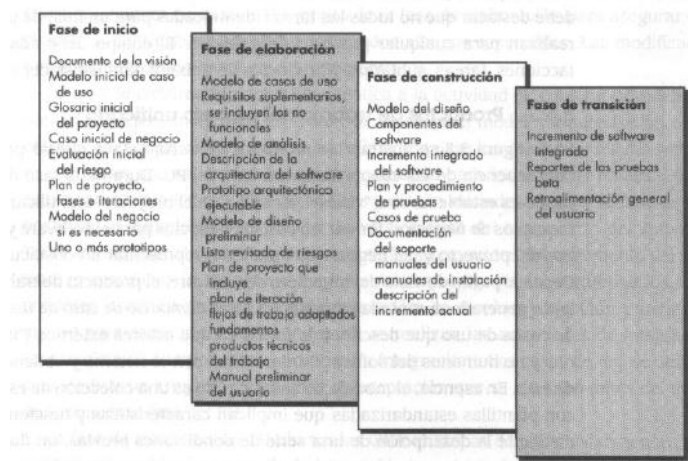 Fase de inicio
Documento de la visión
Modelo inicial de caso
de uso
Glosario inicial
del proyecto
Caso inicial de negocio
Evaluación inicial
del riesgo
Plan de proyecto,
fases e iteraciones
Modelo del negocio
si es necesario
Uno o más prototipos
Fase de elaboración
Modelo de casos de uso
Requisitos suplementarios,
se incluyen los no
funcionales
Modelo de análisis
Descripción de la
arquitectura del software
Prototipo arquitectónico
ejecutable
Modelo de diseño
preliminar
Lista revisada de riesgos
Plan de proyecto que
incluye
plan de iteración
flujos de trabajo adaptados
fundamentos
productos técnicos
del trabajo
Manual preliminar
del usuario
Fase de construcción
Modelo del diseño
Componentes del
software
Incremento integrado
del software
Plan y procedimiento
de pruebas
Casos de prueba
Documentación
del soporte
manuales del usuario
manuales de instalación
descripción del
incremento actual
Fase de transición
Incremento de software
integrado
Reportes de las pruebas
beta
Retroalimentación general
del usuario